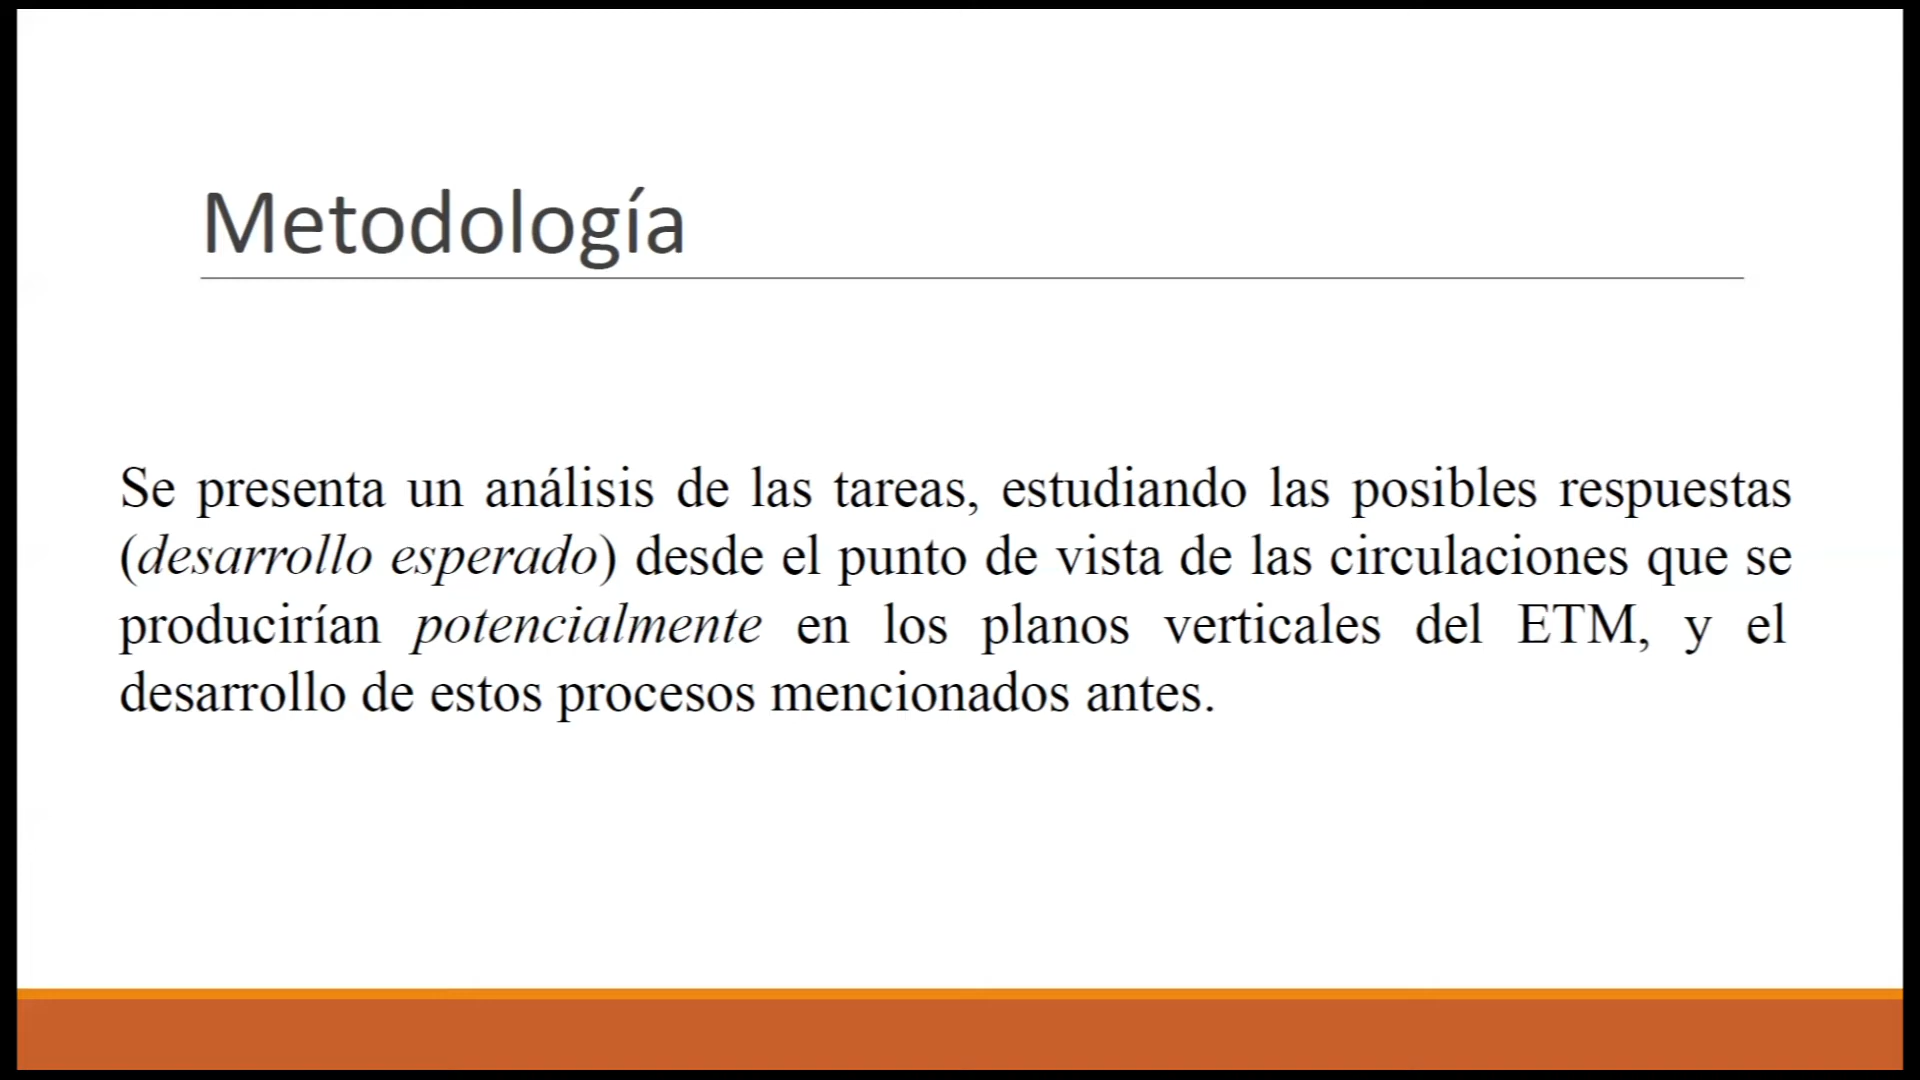 Metodología
Se presenta un análisis de las tareas, estudiando las posibles respuestas
(desarrollo esperado) desde el punto de vista de las circulaciones que se
producirían potencialmente en los planos verticales del ETM, y el
desarrollo de estos procesos mencionados antes.